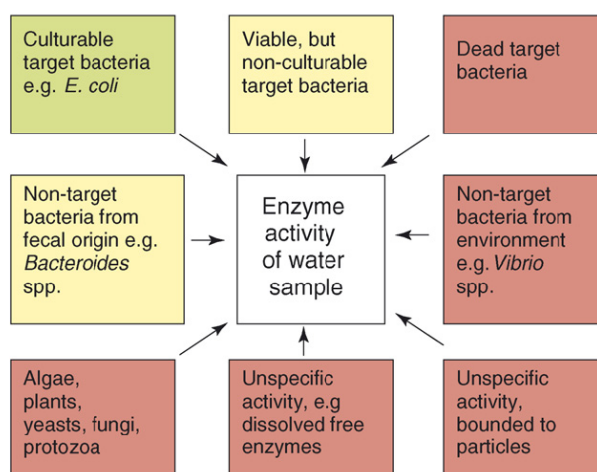 Culturable
target bacteria
e.g. E. coli
Viable, but
non-culturable
target bacteria
Dead target
bacteria
Non-target
bacteria from
fecal origin e.g.
Bacteroides
spp.
Enzyme
activity
of water
sample
Non-target
bacteria from
environment
e.g. Vibrio
spp.
Algae,
plants,
yeasts, fungi,
protozoa
Unspecific
activity, e.g
dissolved free
enzymes
Unspecific
activity,
bounded to
particles